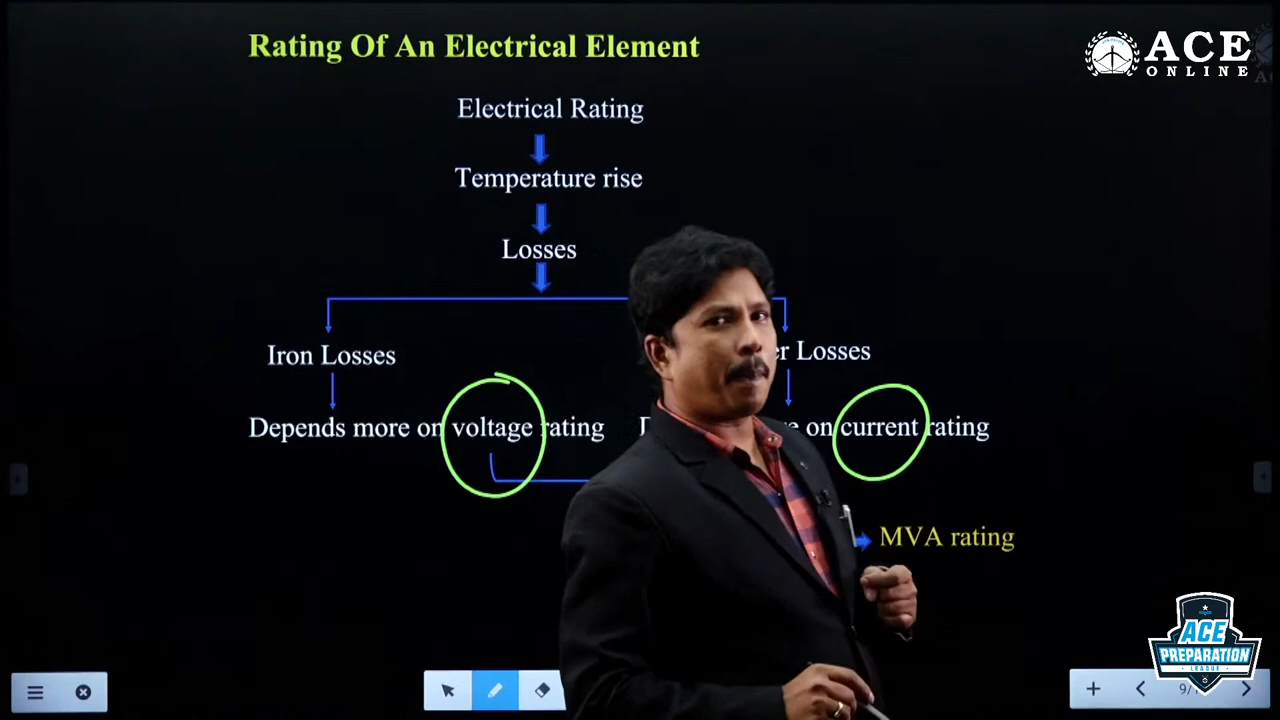 Rating Of An Electrical Element
ACE
ONLINE
Electrical Rating
Temperature rise
Losses
Iron Losses
Losses
Depends more on voltage rating
on current rating
MVA rating
ACE
PREPARATION
LEAGUE